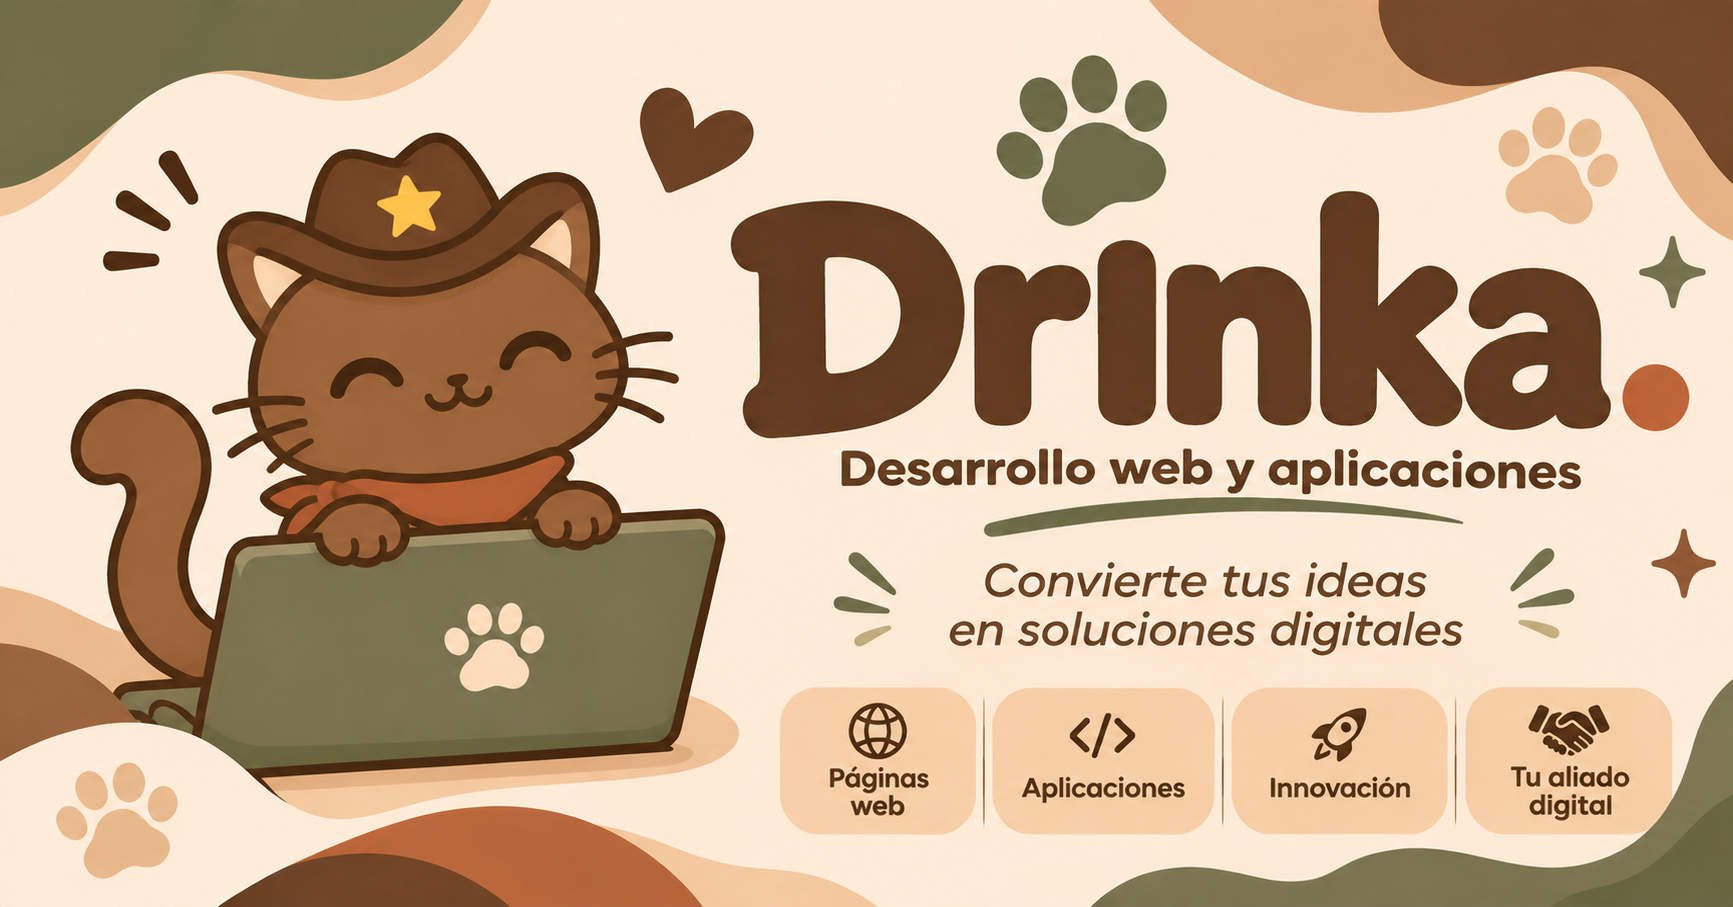 Drinka.
Desarrollo web y aplicaciones
Convierte tus ideas
en soluciones digitales
Páginas
web
Aplicaciones
Innovación
Tu aliado
digital